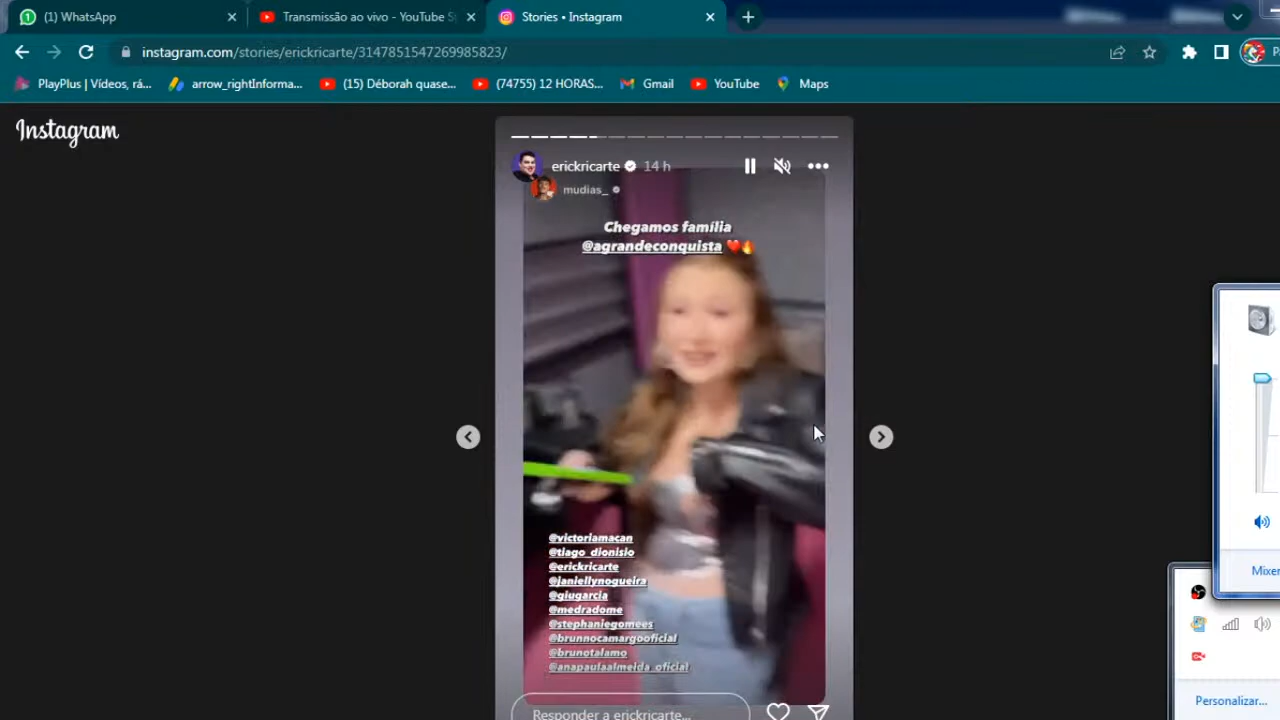 (1) WhatsApp
Transmissão ao vivo - YouTube S
Stories • Instagram
instagram.com/stories/erickricarte/3147851547269985823/
PlayPlus | Vídeos, rá...
arrow_rightInforma...
(15) Déborah quase...
(74755) 12 HORAS...
Gmail
YouTube
Maps
Instagram
erickricarte
14 h
mudias_
Chegamos família
@agrandeconquista ❤️🔥
@victoriamacan
@tiago_dionisio
@erickricarte
@janiellynogueira
@giugarcia
@medradome
@stephaniegomees
@brunnocamargooficial
@brunotalamo
@anapaulaalmeida_oficial
Responder a erickricarte...
Mixer
Personalizar...